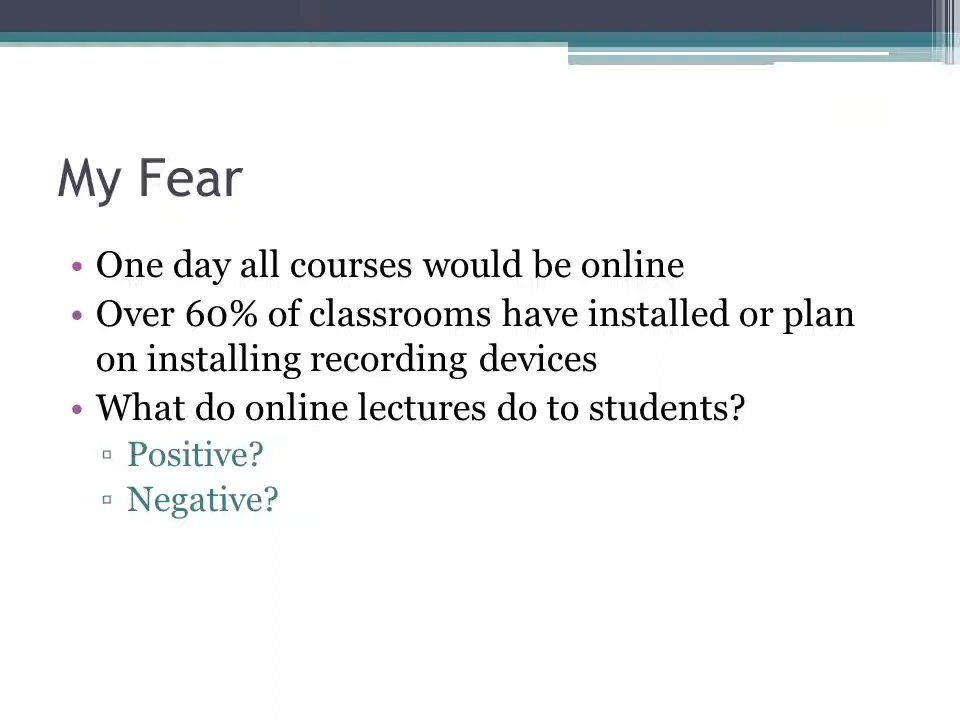 My Fear
• One day all courses would be online
• Over 60% of classrooms have installed or plan
on installing recording devices
• What do online lectures do to students?
▫ Positive?
▫ Negative?